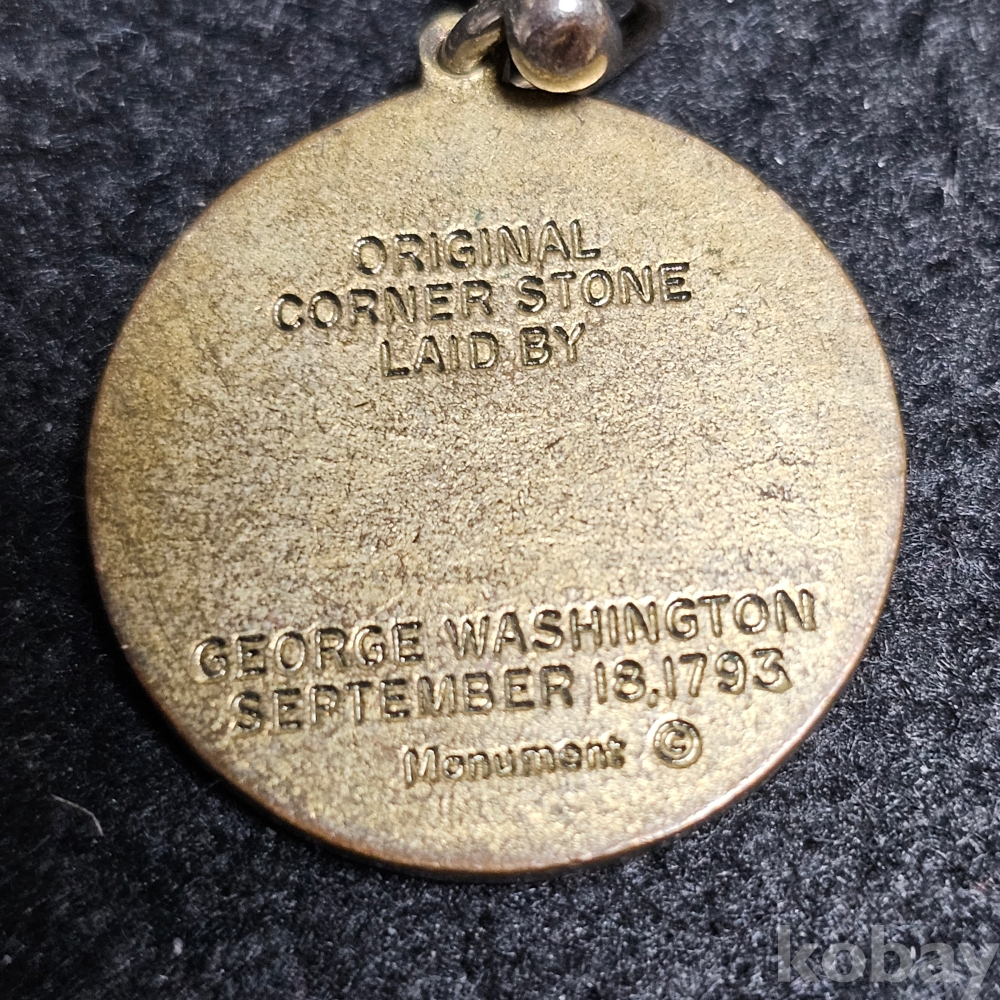 ORIGINAL
CORNER STONE
LAID BY
GEORGE WASHINGTON
SEPTEMBER 18, 1793
Monument ©
kobay